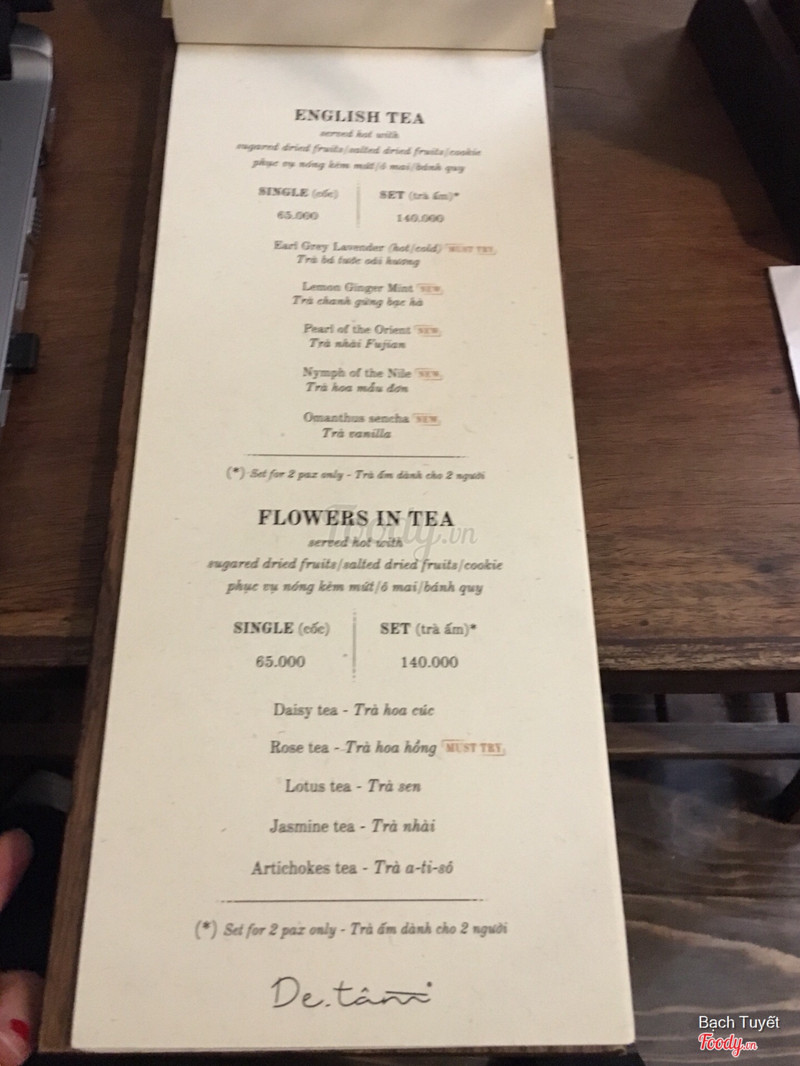 ENGLISH TEA
served hot with
sugared dried fruits/salted dried fruits/cookie
phục vụ nóng kèm mứt/ô mai/bánh quy
SINGLE (cốc) SET (trà ấm)*
65.000 140.000
Earl Grey Lavender (hot/cold) MUST TRY
Trà bá tước oải hương
Lemon Ginger Mint NEW
Trà chanh gừng bạc hà
Pearl of the Orient NEW
Trà nhài Fujian
Nymph of the Nile NEW
Trà hoa mẫu đơn
Omanthus sencha NEW
Trà vanilla
(*) Set for 2 pax only - Trà ấm dành cho 2 người
FLOWERS IN TEA
served hot with
sugared dried fruits/salted dried fruits/cookie
phục vụ nóng kèm mứt/ô mai/bánh quy
SINGLE (cốc) SET (trà ấm)*
65.000 140.000
Daisy tea - Trà hoa cúc
Rose tea - Trà hoa hồng MUST TRY
Lotus tea - Trà sen
Jasmine tea - Trà nhài
Artichokes tea - Trà a-ti-sô
(*) Set for 2 pax only - Trà ấm dành cho 2 người
De.tâm
Foody.vn
Bạch Tuyết
Foody.vn